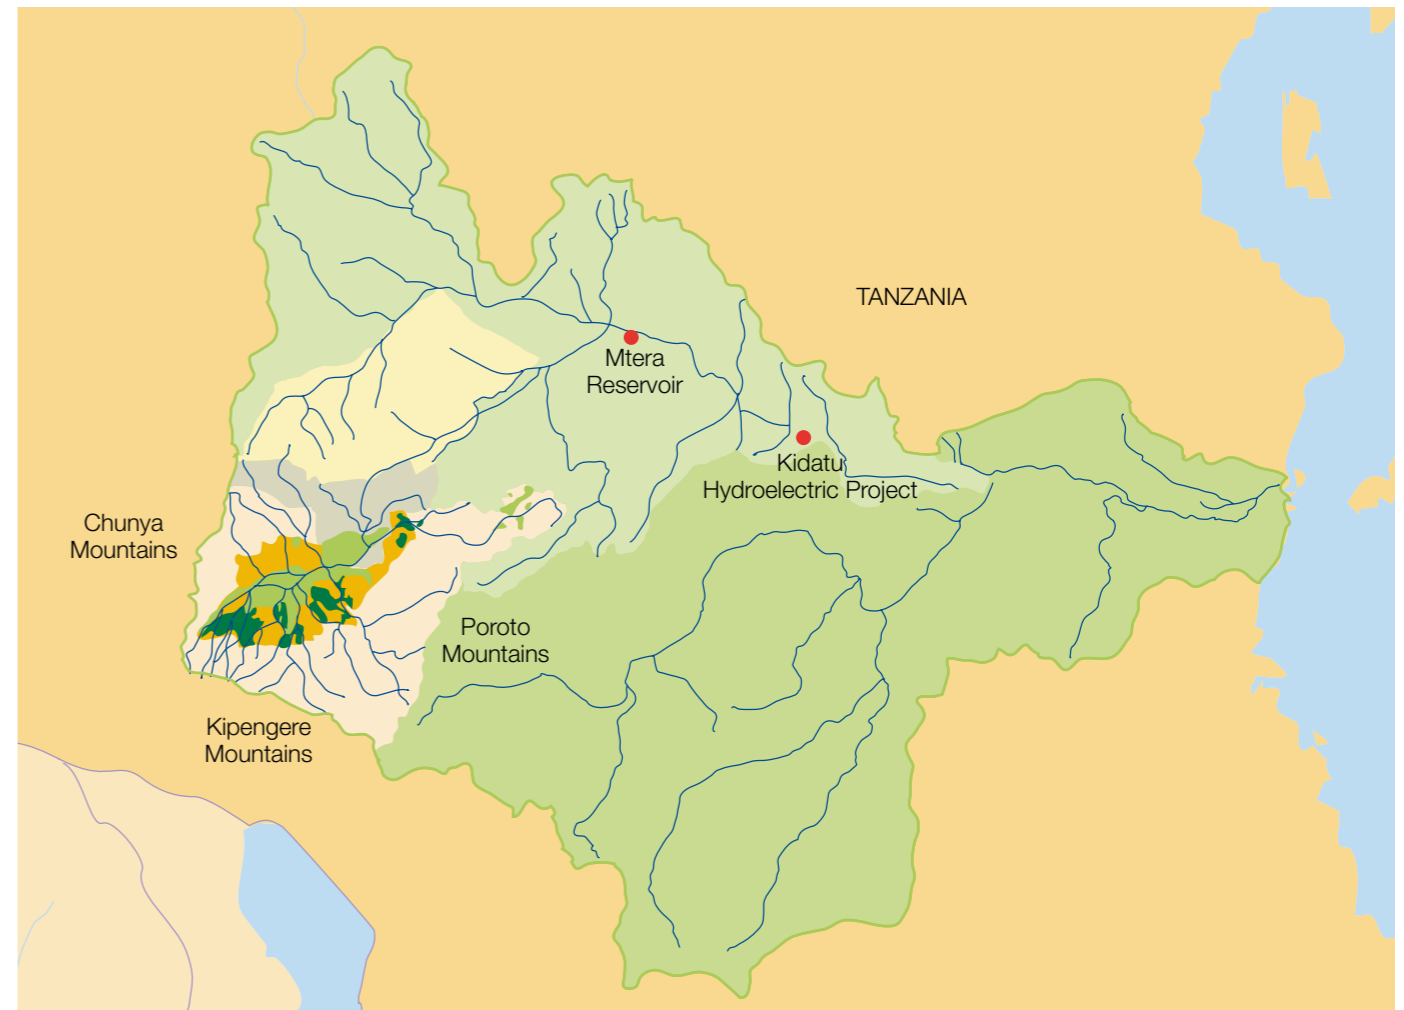 TANZANIA
Mtera
Reservoir
Kidatu
Hydroelectric Project
Chunya
Mountains
Poroto
Mountains
Kipengere
Mountains